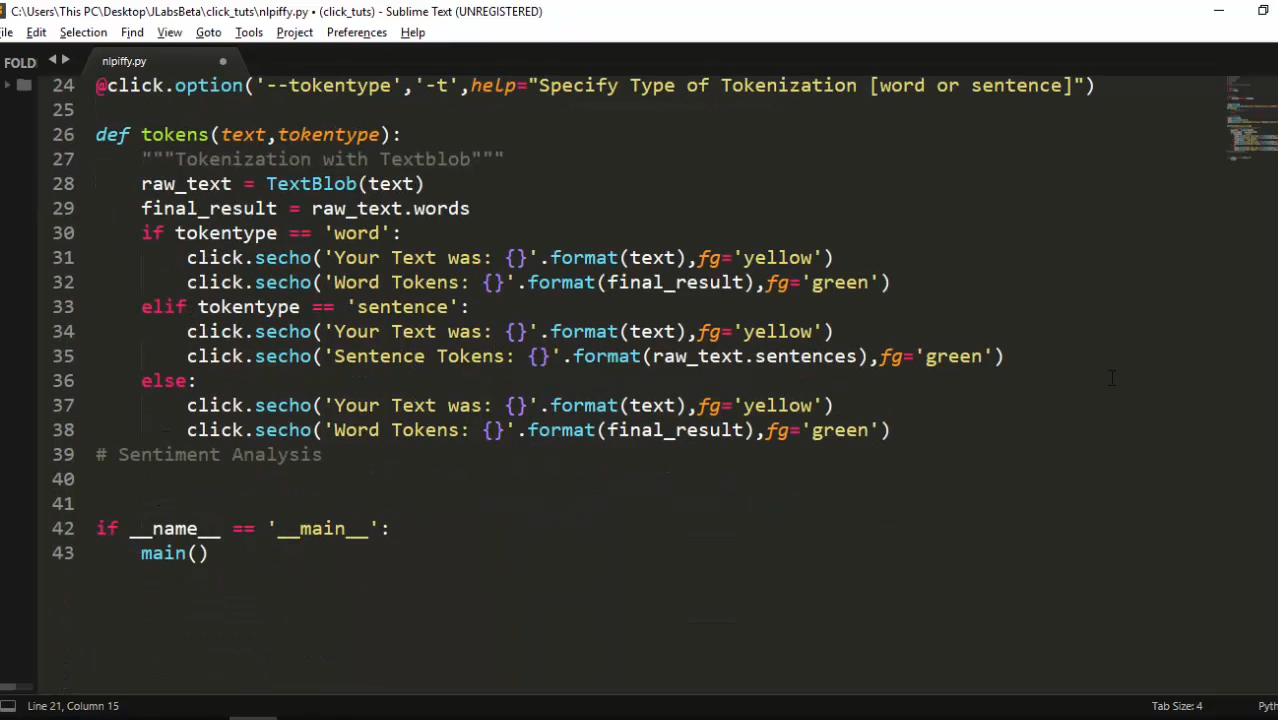 C:\Users\This PC\Desktop\JLabsBeta\click_tuts\nlpiffy.py • (click_tuts) - Sublime Text (UNREGISTERED)
ile Edit Selection Find View Goto Tools Project Preferences Help
FOLD
nlpiffy.py
24 @click.option('--tokentype','-t',help="Specify Type of Tokenization [word or sentence]")
25
26 def tokens(text,tokentype):
27     """Tokenization with Textblob"""
28     raw_text = TextBlob(text)
29     final_result = raw_text.words
30     if tokentype == 'word':
31         click.secho('Your Text was: {}'.format(text),fg='yellow')
32         click.secho('Word Tokens: {}'.format(final_result),fg='green')
33     elif tokentype == 'sentence':
34         click.secho('Your Text was: {}'.format(text),fg='yellow')
35         click.secho('Sentence Tokens: {}'.format(raw_text.sentences),fg='green')
36     else:
37         click.secho('Your Text was: {}'.format(text),fg='yellow')
38         click.secho('Word Tokens: {}'.format(final_result),fg='green')
39 # Sentiment Analysis
40
41
42 if __name__ == '__main__':
43     main()
Line 21, Column 15
Tab Size: 4
Pyth